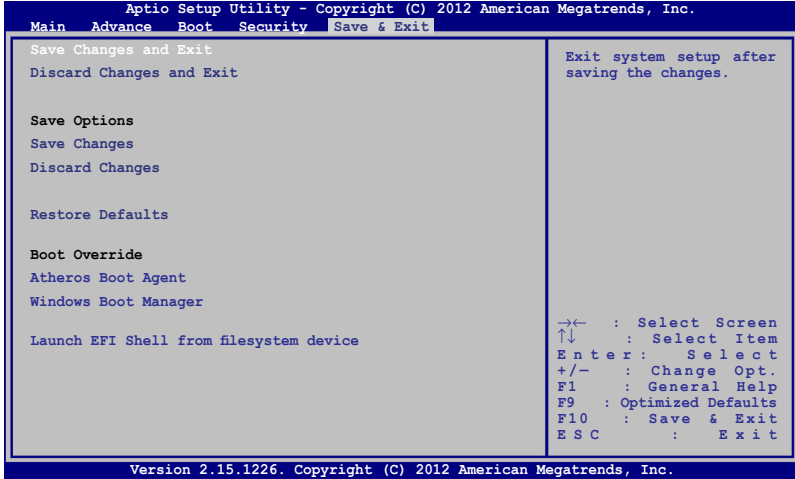 Aptio Setup Utility - Copyright (C) 2012 American Megatrends, Inc.
Main Advance Boot Security Save & Exit
Save Changes and Exit
Discard Changes and Exit
Save Options
Save Changes
Discard Changes
Restore Defaults
Boot Override
Atheros Boot Agent
Windows Boot Manager
Launch EFI Shell from filesystem device
Exit system setup after
saving the changes.
→← : Select Screen
↑↓ : Select Item
Enter: Select
+/— : Change Opt.
F1 : General Help
F9 : Optimized Defaults
F10 : Save & Exit
ESC : Exit
Version 2.15.1226. Copyright (C) 2012 American Megatrends, Inc.